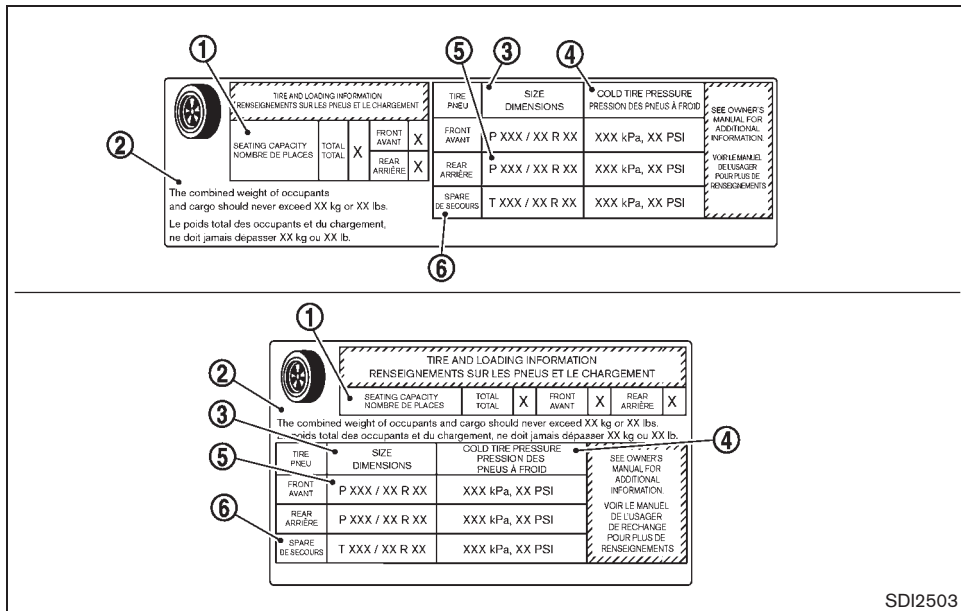 ① ⑤ ③ ④
TIRE AND LOADING INFORMATION
RENSEIGNEMENTS SUR LES PNEUS ET LE CHARGEMENT
SEATING CAPACITY
NOMBRE DE PLACES
TOTAL
TOTAL
X
FRONT
AVANT
X
REAR
ARRIÈRE
X
②
The combined weight of occupants
and cargo should never exceed XX kg or XX lbs.
Le poids total des occupants et du chargement,
ne doit jamais dépasser XX kg ou XX lb.
TIRE
PNEU
SIZE
DIMENSIONS
COLD TIRE PRESSURE
PRESSION DES PNEUS À FROID
FRONT
AVANT
P XXX / XX R XX
XXX kPa, XX PSI
REAR
ARRIÈRE
P XXX / XX R XX
XXX kPa, XX PSI
SPARE
DE SECOURS
T XXX / XX R XX
XXX kPa, XX PSI
SEE OWNER'S
MANUAL FOR
ADDITIONAL
INFORMATION.
VOIR LE MANUEL
DE L'USAGER
POUR PLUS DE
RENSEIGNEMENTS
⑥
①
TIRE AND LOADING INFORMATION
RENSEIGNEMENTS SUR LES PNEUS ET LE CHARGEMENT
②
SEATING CAPACITY
NOMBRE DE PLACES
TOTAL
TOTAL
X
FRONT
AVANT
X
REAR
ARRIÈRE
X
The combined weight of occupants and cargo should never exceed XX kg or XX lbs.
Le poids total des occupants et du chargement, ne doit jamais dépasser XX kg ou XX lb.
③ ④
TIRE
PNEU
SIZE
DIMENSIONS
COLD TIRE PRESSURE
PRESSION DES
PNEUS À FROID
⑤
FRONT
AVANT
P XXX / XX R XX
XXX kPa, XX PSI
REAR
ARRIÈRE
P XXX / XX R XX
XXX kPa, XX PSI
⑥
SPARE
DE SECOURS
T XXX / XX R XX
XXX kPa, XX PSI
SEE OWNER'S
MANUAL FOR
ADDITIONAL
INFORMATION.
VOIR LE MANUEL
DE L'USAGER
DE RECHANGE
POUR PLUS DE
RENSEIGNEMENTS
SDI2503